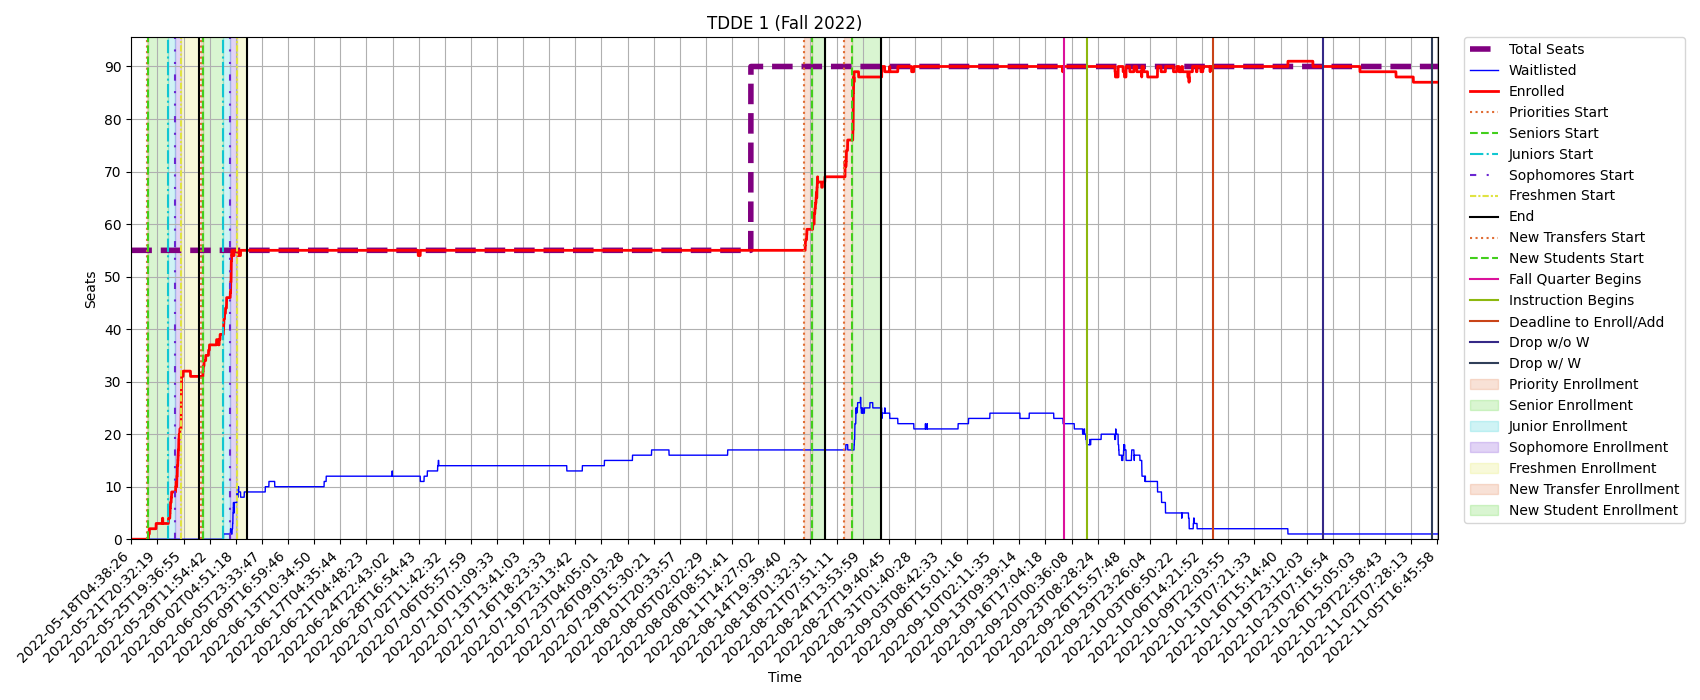 TDDE 1 (Fall 2022)
Seats
90
80
70
60
50
40
30
20
10
0
2022-05-18T04:38:26
2022-05-21T20:32:19
2022-05-25T19:36:55
2022-05-29T11:54:42
2022-06-02T04:51:18
2022-06-05T23:33:47
2022-06-09T16:59:46
2022-06-13T10:34:50
2022-06-17T04:35:44
2022-06-21T04:48:23
2022-06-24T22:43:02
2022-06-28T16:54:43
2022-07-02T11:42:32
2022-07-06T05:57:59
2022-07-10T01:09:33
2022-07-13T13:41:03
2022-07-16T18:23:33
2022-07-19T23:13:42
2022-07-23T04:05:01
2022-07-26T09:03:28
2022-07-29T15:30:21
2022-08-01T20:33:57
2022-08-05T02:02:29
2022-08-08T08:51:41
2022-08-11T14:27:02
2022-08-14T19:39:40
2022-08-18T01:32:31
2022-08-21T07:51:11
2022-08-24T13:53:59
2022-08-27T19:40:45
2022-08-31T01:40:28
2022-09-03T08:42:33
2022-09-06T15:01:16
2022-09-10T02:11:35
2022-09-13T09:39:14
2022-09-16T17:04:18
2022-09-20T00:36:08
2022-09-23T08:28:24
2022-09-26T15:57:48
2022-09-29T23:26:04
2022-10-03T06:50:22
2022-10-06T14:21:52
2022-10-09T22:03:55
2022-10-13T07:21:33
2022-10-16T15:14:40
2022-10-19T23:12:03
2022-10-23T07:16:54
2022-10-26T15:05:03
2022-10-29T22:58:43
2022-11-02T07:28:13
2022-11-05T16:45:58
Time
Total Seats
Waitlisted
Enrolled
Priorities Start
Seniors Start
Juniors Start
Sophomores Start
Freshmen Start
End
New Transfers Start
New Students Start
Fall Quarter Begins
Instruction Begins
Deadline to Enroll/Add
Drop w/o W
Drop w/ W
Priority Enrollment
Senior Enrollment
Junior Enrollment
Sophomore Enrollment
Freshmen Enrollment
New Transfer Enrollment
New Student Enrollment